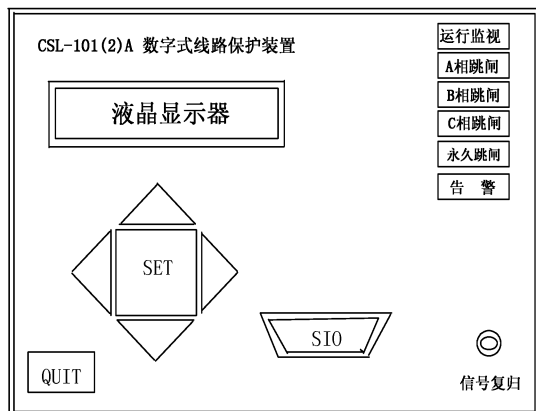 CSL-101(2)A 数字式线路保护装置
运行监视
A相跳闸
B相跳闸
C相跳闸
永久跳闸
告 警
液晶显示器
SET
SIO
QUIT
信号复归